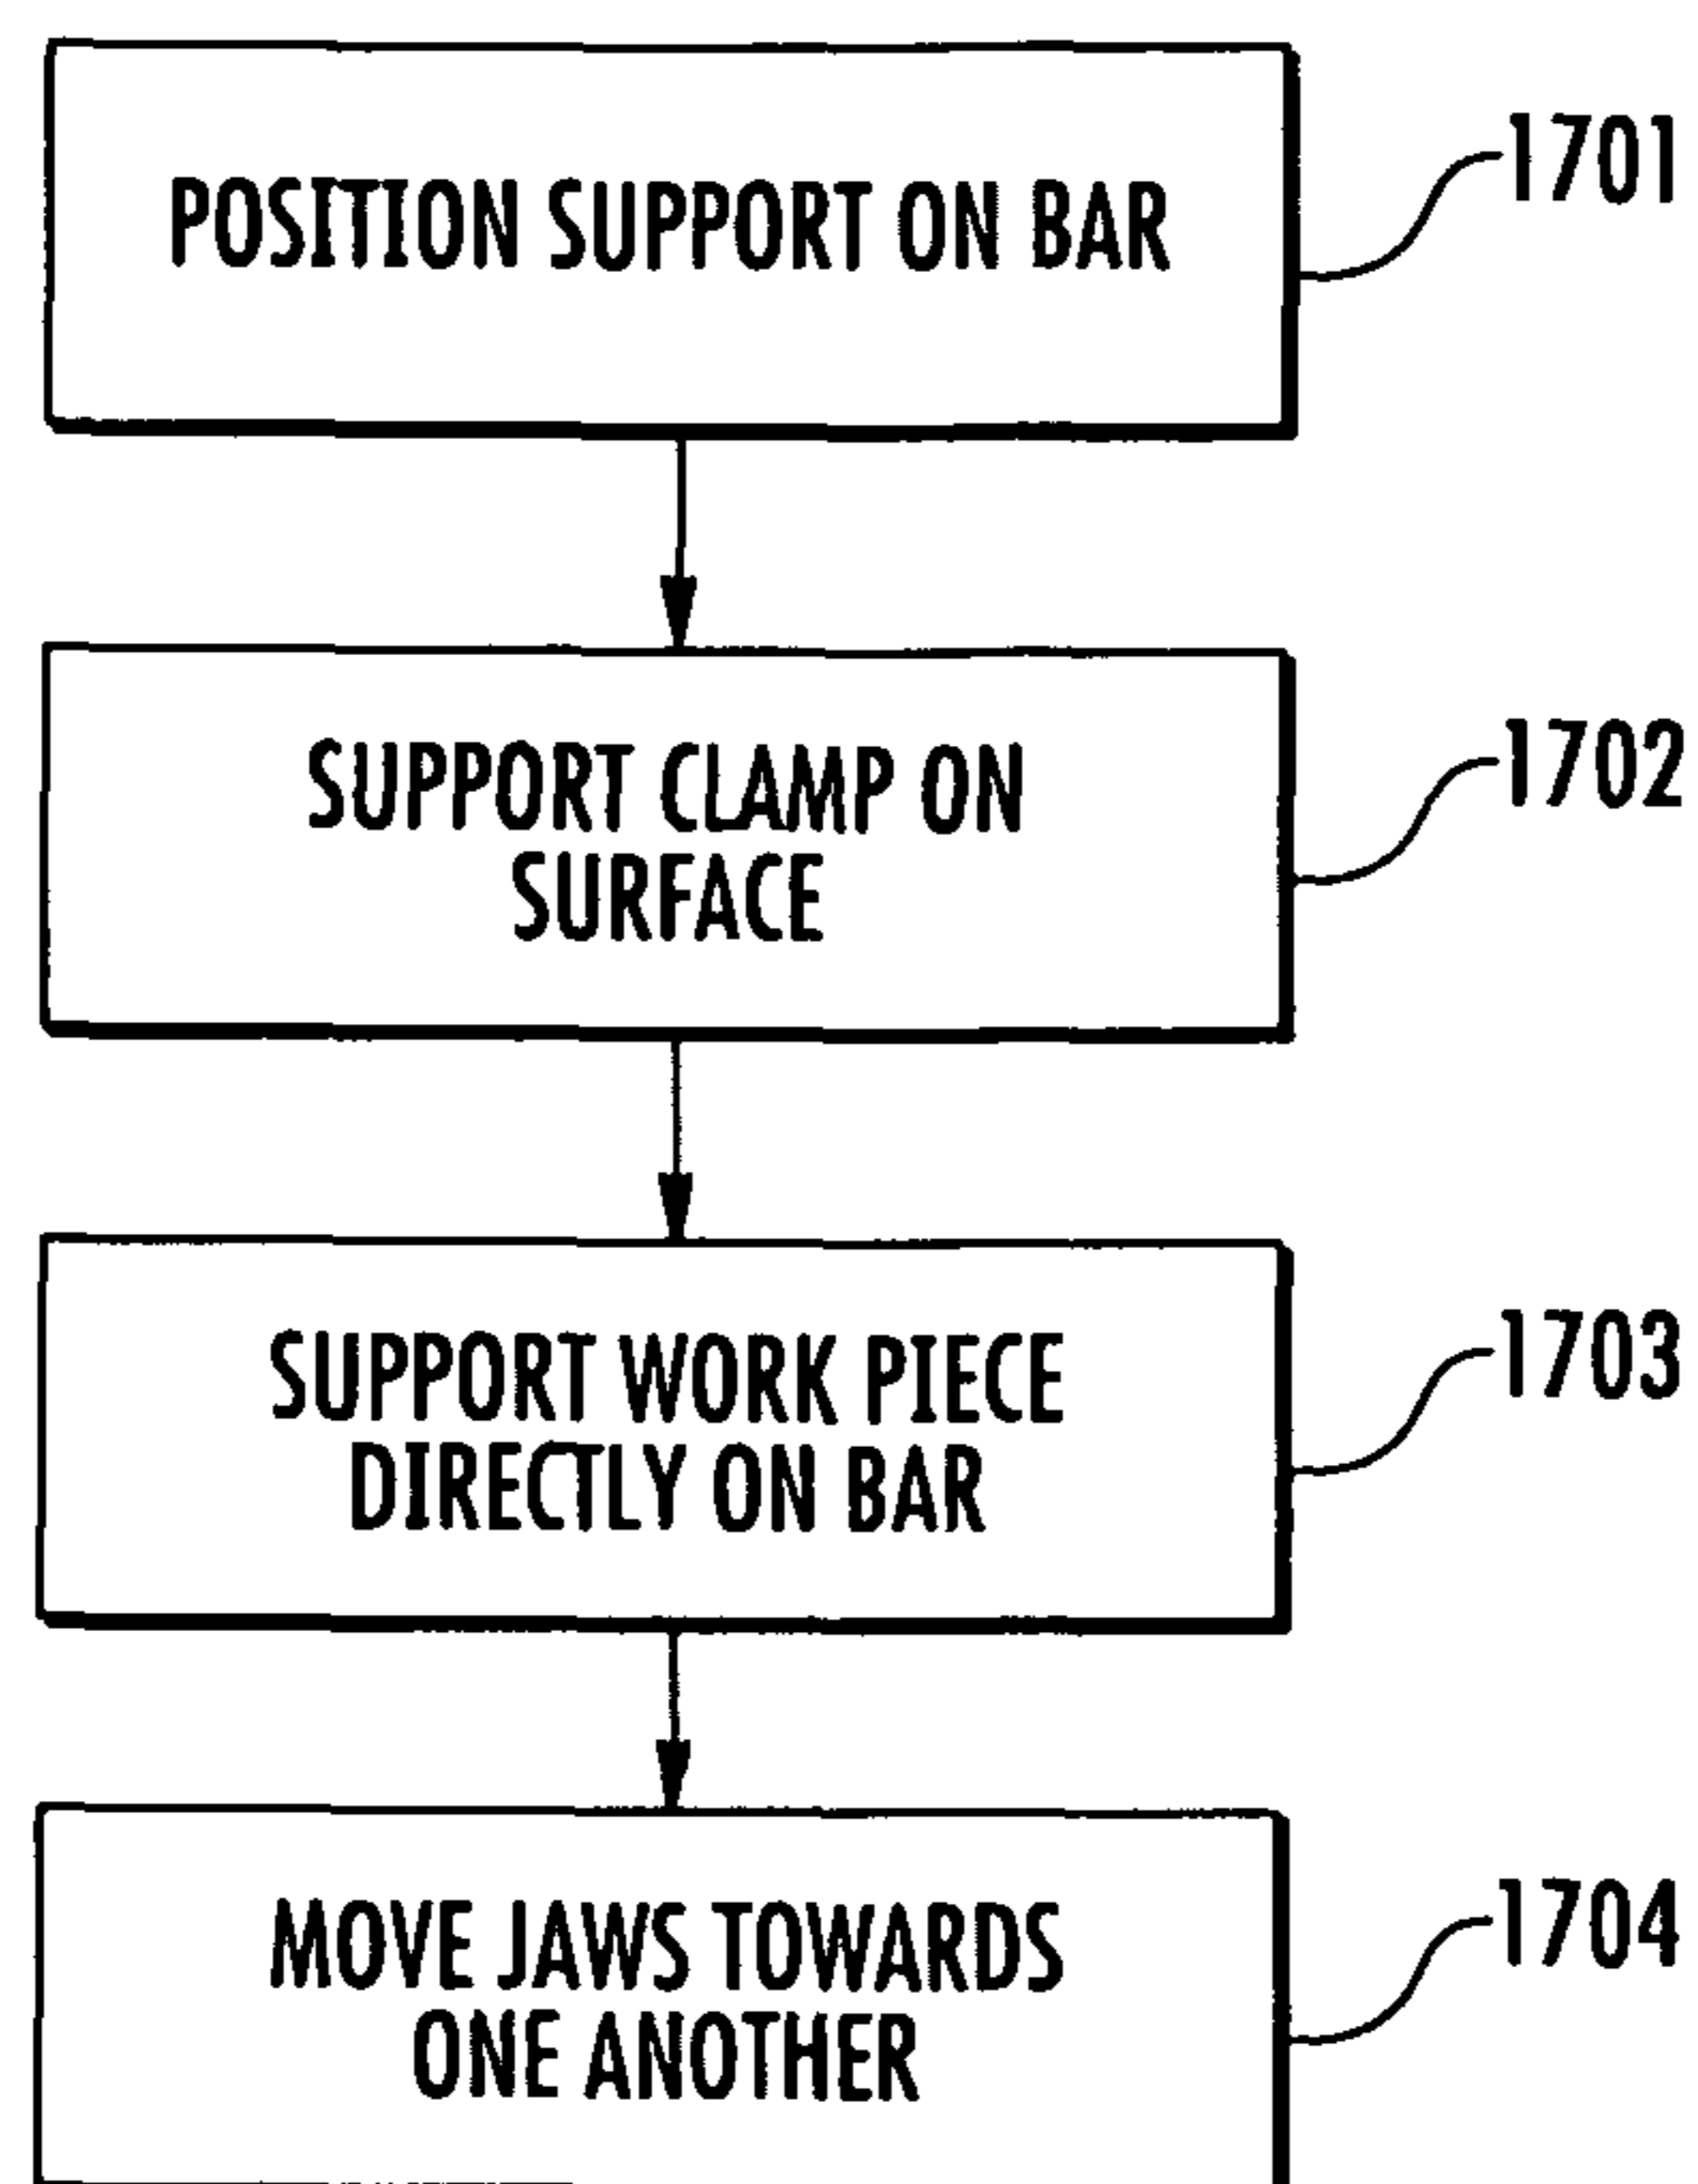 POSITION SUPPORT ON BAR
1701
SUPPORT CLAMP ON
SURFACE
1702
SUPPORT WORK PIECE
DIRECTLY ON BAR
1703
MOVE JAWS TOWARDS
ONE ANOTHER
1704